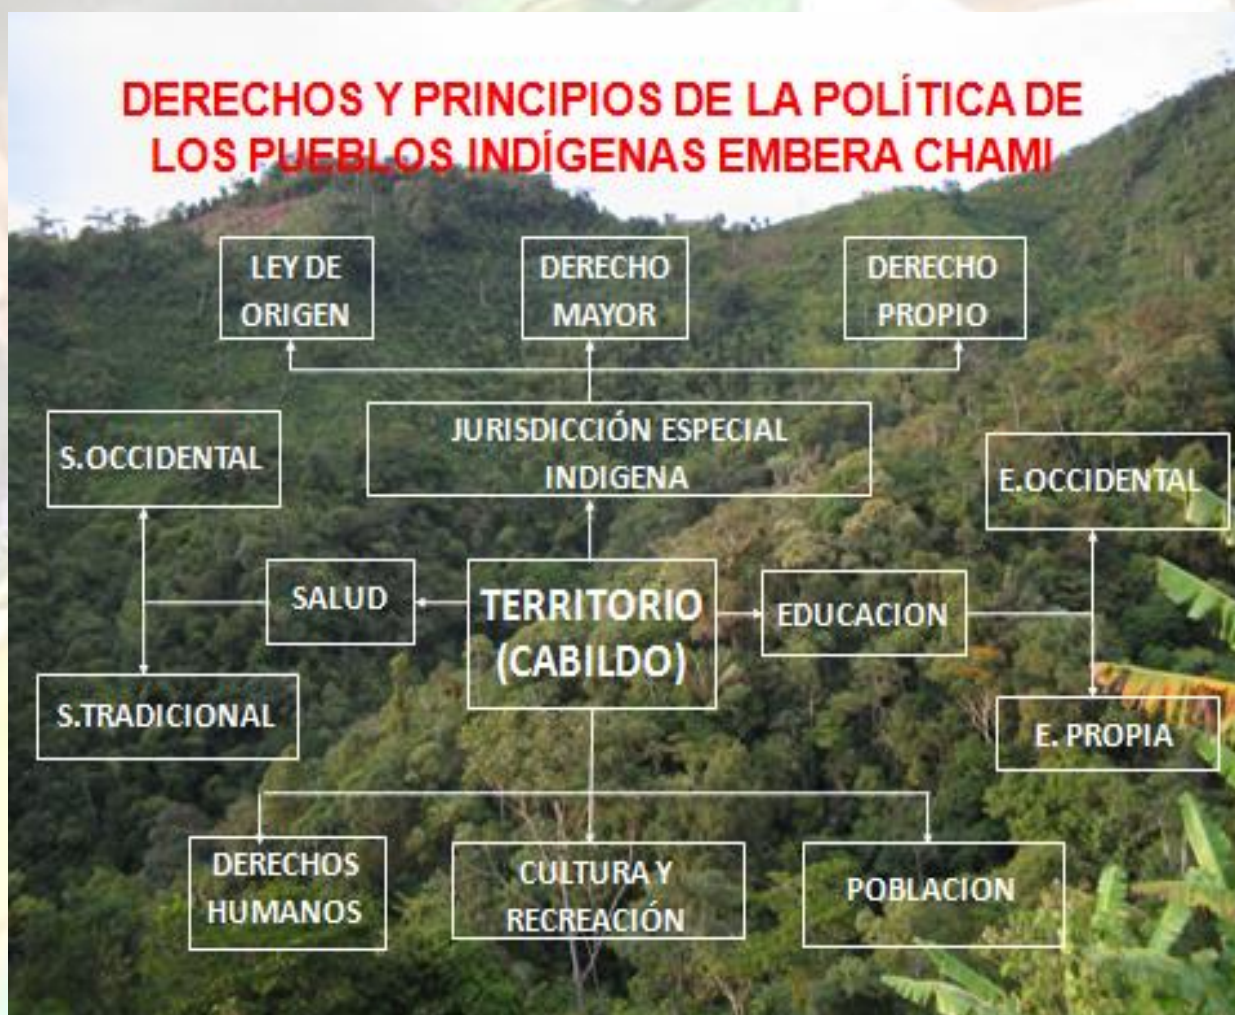 DERECHOS Y PRINCIPIOS DE LA POLÍTICA DE
LOS PUEBLOS INDÍGENAS EMBERA CHAMI
LEY DE
ORIGEN
DERECHO
MAYOR
DERECHO
PROPIO
JURISDICCIÓN ESPECIAL
INDIGENA
S.OCCIDENTAL
E.OCCIDENTAL
SALUD
TERRITORIO
(CABILDO)
EDUCACION
S.TRADICIONAL
E. PROPIA
DERECHOS
HUMANOS
CULTURA Y
RECREACIÓN
POBLACION